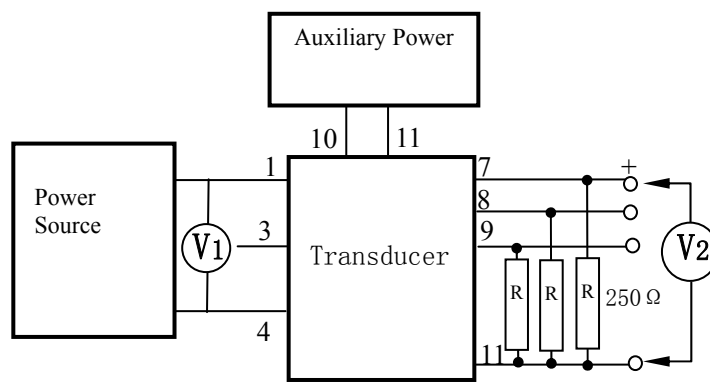 Auxiliary Power
10
11
1
7
+
Power
Source
8
V1
3
9
V2
Transducer
R
R
R
250 Ω
4
11